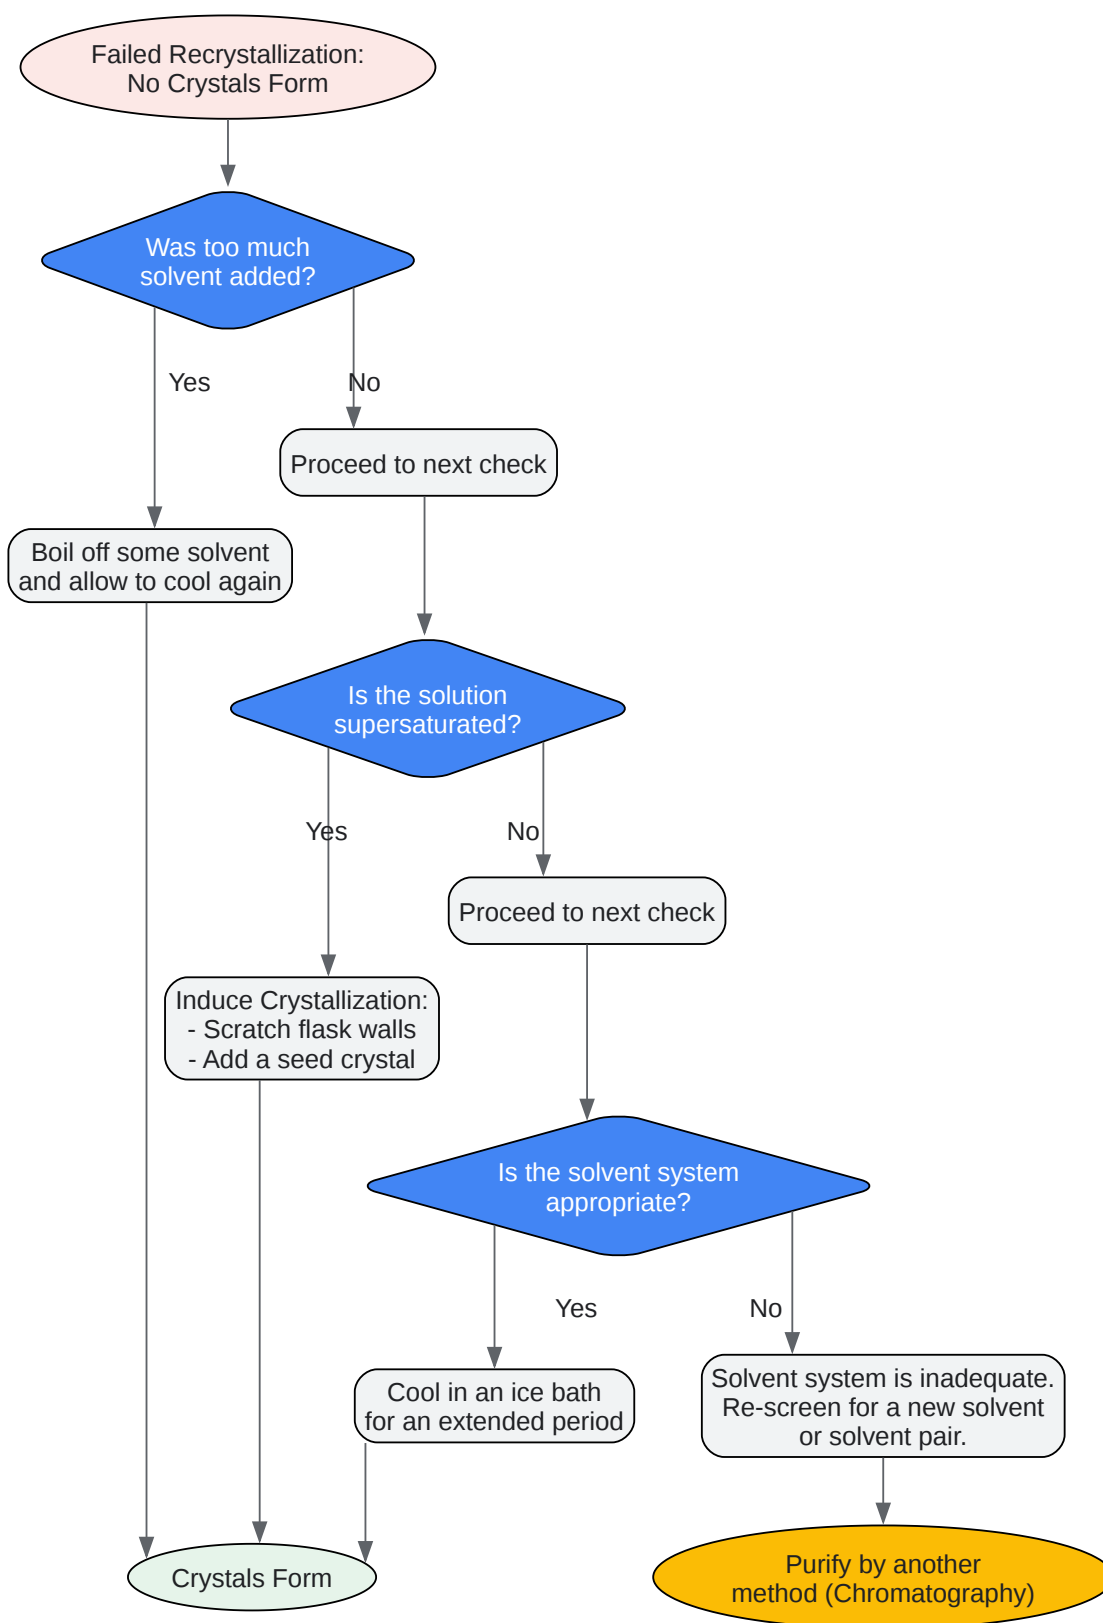 Failed Recrystallization:
No Crystals Form
Was too much
solvent added?
Yes
No
Proceed to next check
Boil off some solvent
and allow to cool again
Is the solution
supersaturated?
Yes
No
Proceed to next check
Induce Crystallization:
- Scratch flask walls
- Add a seed crystal
Is the solvent system
appropriate?
Yes
No
Cool in an ice bath
for an extended period
Solvent system is inadequate.
Re-screen for a new solvent
or solvent pair.
Crystals Form
Purify by another
method (Chromatography)